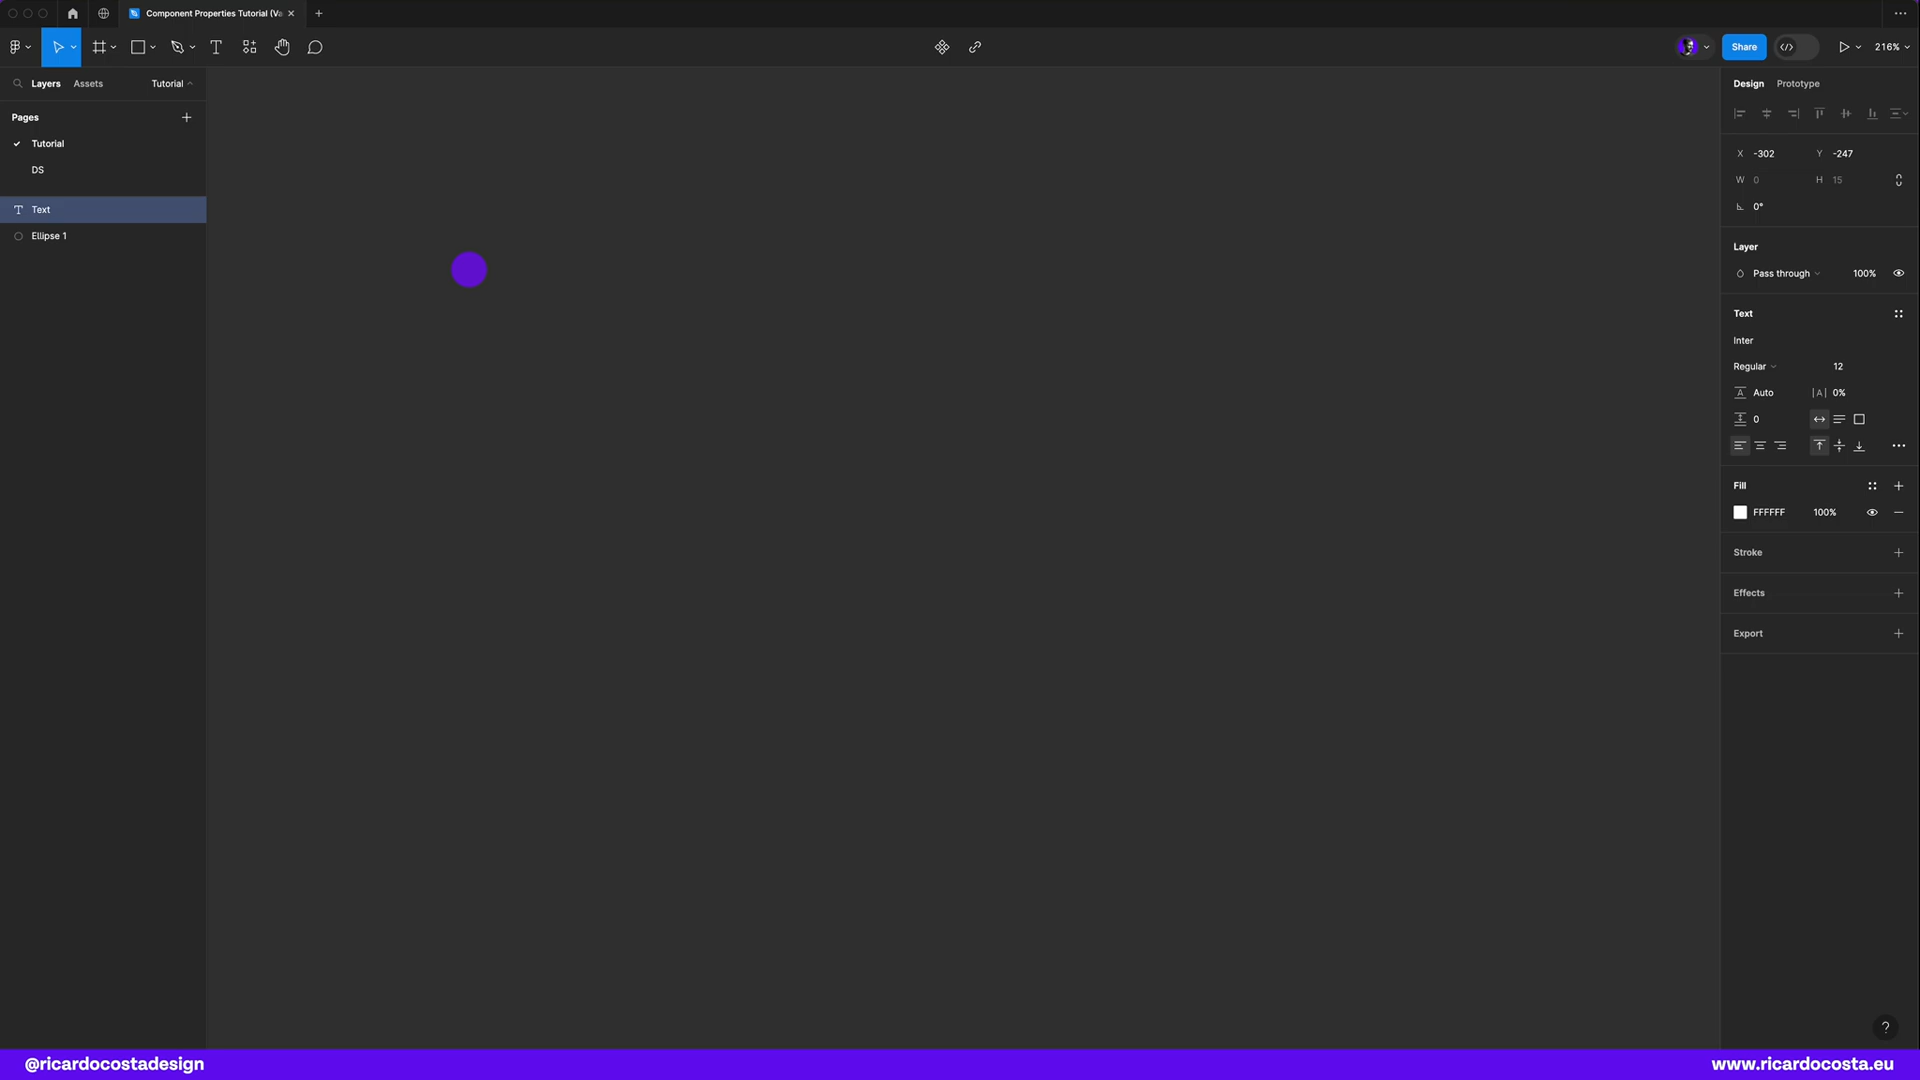 Component Properties Tutorial (Va
Share
216%
Layers
Assets
Tutorial
Design
Prototype
Pages
Tutorial
DS
Text
Ellipse 1
X -302
Y -247
W 0
H 15
0°
Layer
Pass through
100%
Text
Inter
Regular
12
Auto
|A| 0%
0
Fill
FFFFFF
100%
Stroke
Effects
Export
?
@ricardocostadesign
www.ricardocosta.eu